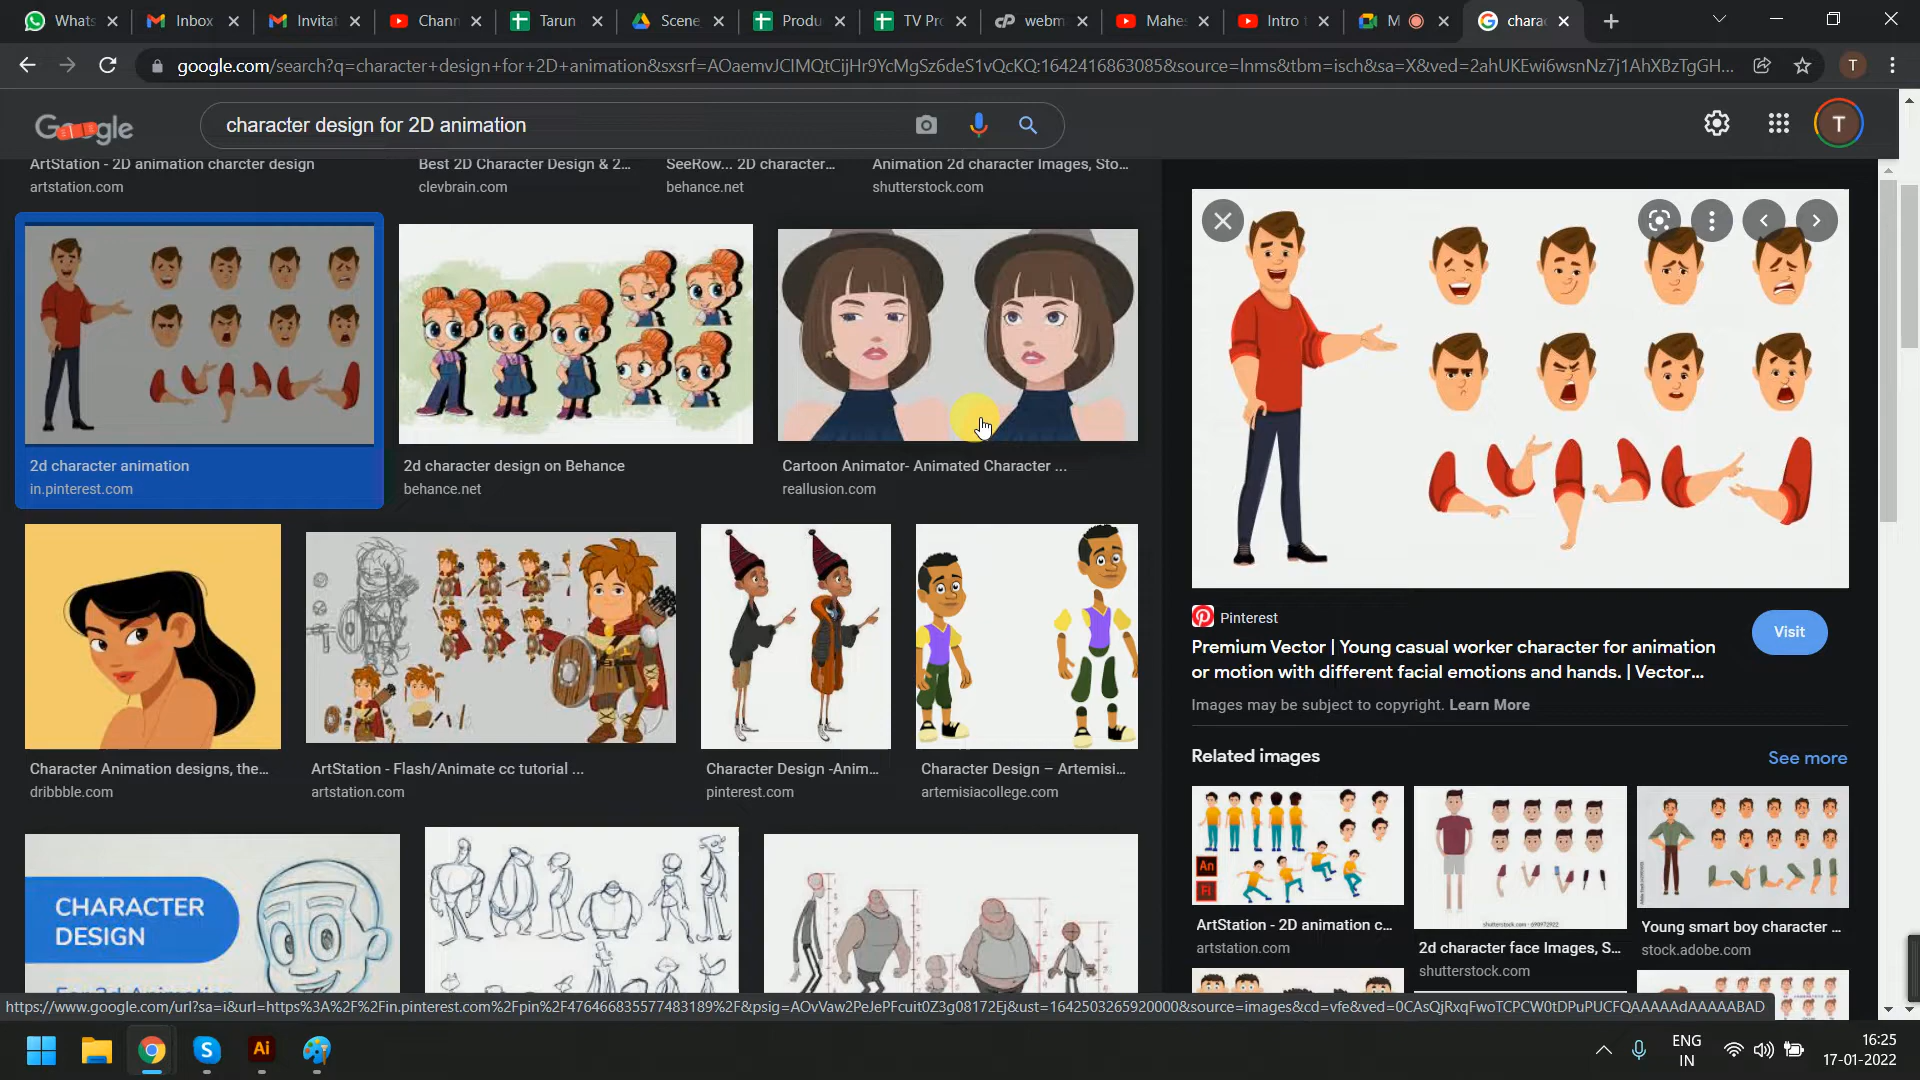 Whats
Inbox
Invitat
Chann
Tarun
Scene
Produ
TV Pro
webm
Mahes
Intro t
M
charac
google.com/search?q=character+design+for+2D+animation&sxsrf=AOaemvJCIMQtCijHr9YcMgSz6deS1vQcKQ:1642416863085&source=lnms&tbm=isch&sa=X&ved=2ahUKEwi6wsnNz7j1AhXBzTgGH...
T
Google
character design for 2D animation
T
ArtStation - 2D animation charcter design
artstation.com
Best 2D Character Design & 2...
clevbrain.com
SeeRow... 2D character...
behance.net
Animation 2d character Images, Sto...
shutterstock.com
2d character animation
in.pinterest.com
2d character design on Behance
behance.net
Cartoon Animator- Animated Character ...
reallusion.com
Character Animation designs, the...
dribbble.com
ArtStation - Flash/Animate cc tutorial ...
artstation.com
Character Design -Anim...
pinterest.com
Character Design – Artemisi...
artemisiacollege.com
CHARACTER
DESIGN
For 2d Animation
Pinterest
Premium Vector | Young casual worker character for animation
or motion with different facial emotions and hands. | Vector...
Visit
Images may be subject to copyright. Learn More
Related images
See more
An
Fl
ArtStation - 2D animation c...
artstation.com
2d character face Images, S...
shutterstock.com
Young smart boy character ...
stock.adobe.com
https://www.google.com/url?sa=i&url=https%3A%2F%2Fin.pinterest.com%2Fpin%2F476466835577483189%2F&psig=AOvVaw2PeJePFcuit0Z3g08172Ej&ust=1642503265920000&source=images&cd=vfe&ved=0CAsQjRxqFwoTCPCW0tDPuPUCFQAAAAAdAAAAABAD
Ai
ENG
IN
16:25
17-01-2022